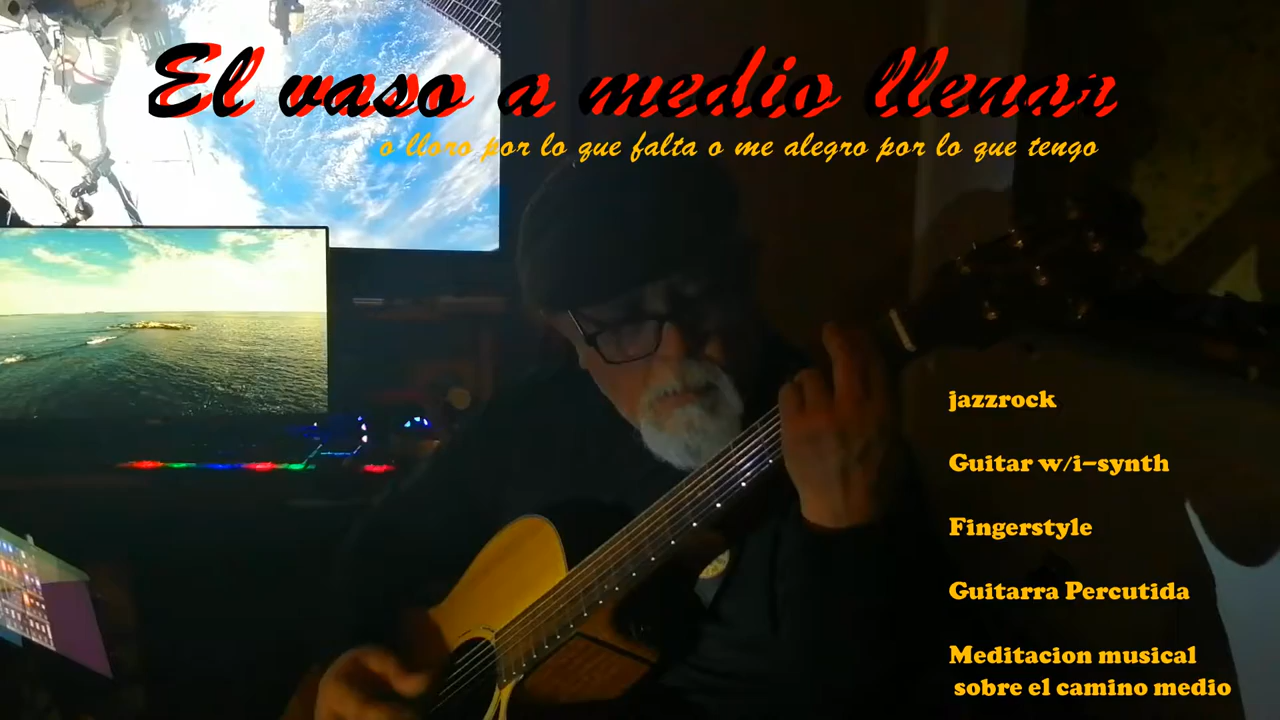 El vaso a medio llenar
o lloro por lo que falta o me alegro por lo que tengo
jazzrock
Guitar w/i-synth
Fingerstyle
Guitarra Percutida
Meditacion musical
sobre el camino medio